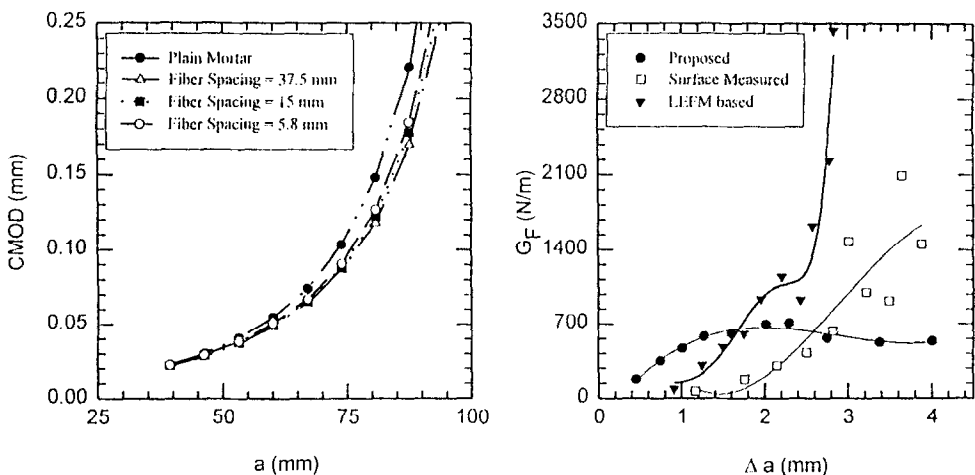 0.25
0.20
0.15
0.10
0.05
0.00
CMOD (mm)
Plain Mortar
Fiber Spacing = 37.5 mm
Fiber Spacing = 15 mm
Fiber Spacing = 5.8 mm
25 50 75 100
a (mm)
3500
2800
2100
1400
700
0
G_F (N/m)
Proposed
Surface Measured
LEFM based
0 1 2 3 4
Δ a (mm)